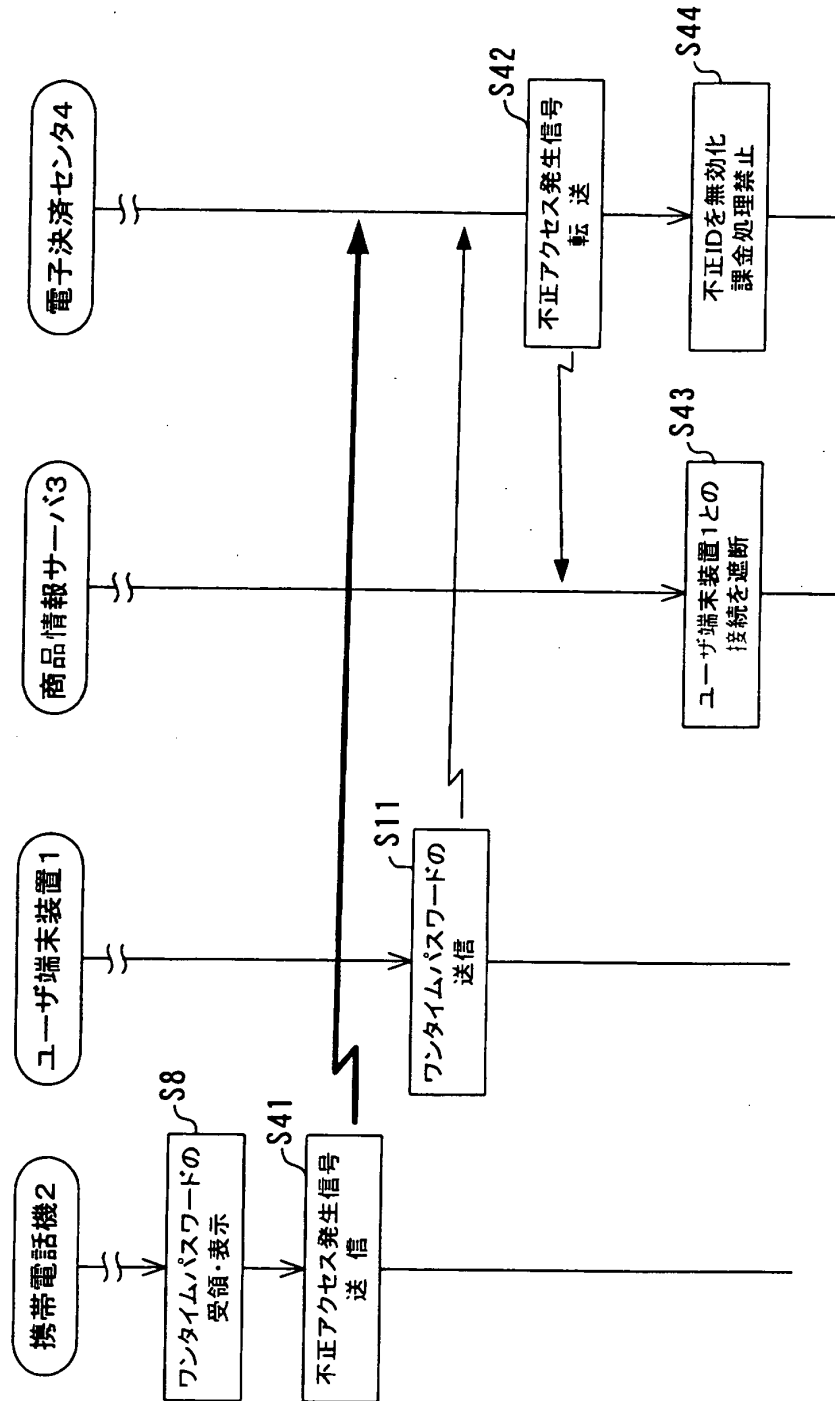 携帯電話機2
ユーザ端末装置1
商品情報サーバ3
電子決済センタ4
S8
ワンタイムパスワードの
受領・表示
S41
不正アクセス発生信号
送 信
S11
ワンタイムパスワードの
送信
S42
不正アクセス発生信号
転 送
S43
ユーザ端末装置1との
接続を遮断
S44
不正IDを無効化
課金処理禁止